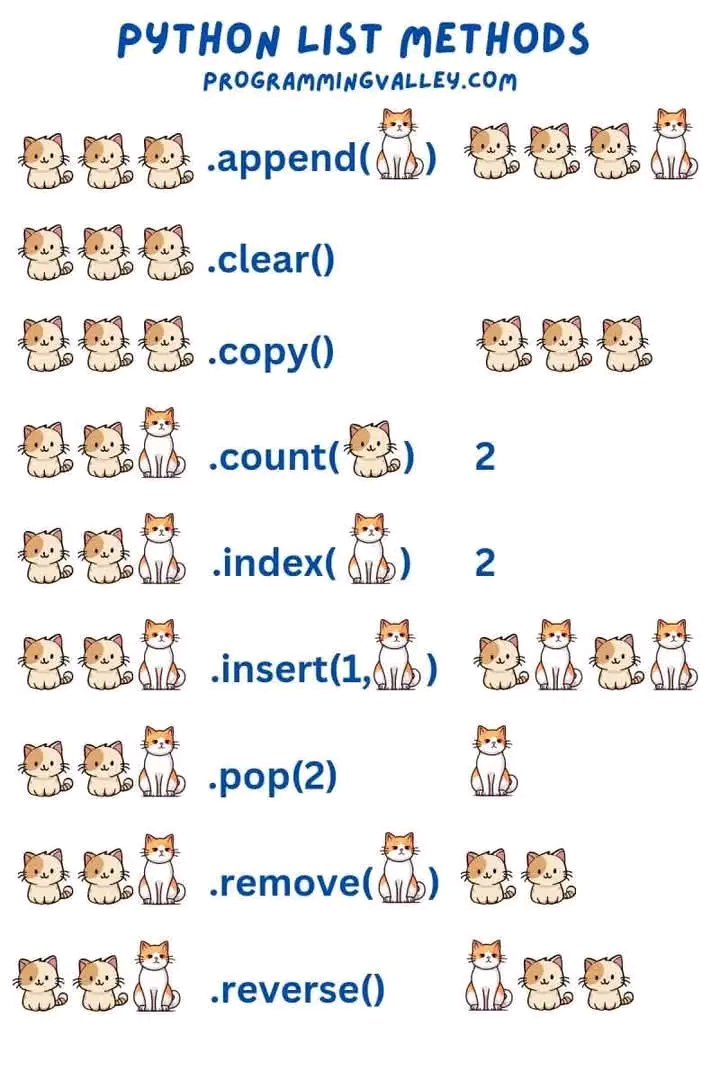 PYTHON LIST METHODS
PROGRAMMINGVALLEY.COM
.append( )
.clear()
.copy()
.count( ) 2
.index( ) 2
.insert(1, )
.pop(2)
.remove( )
.reverse()